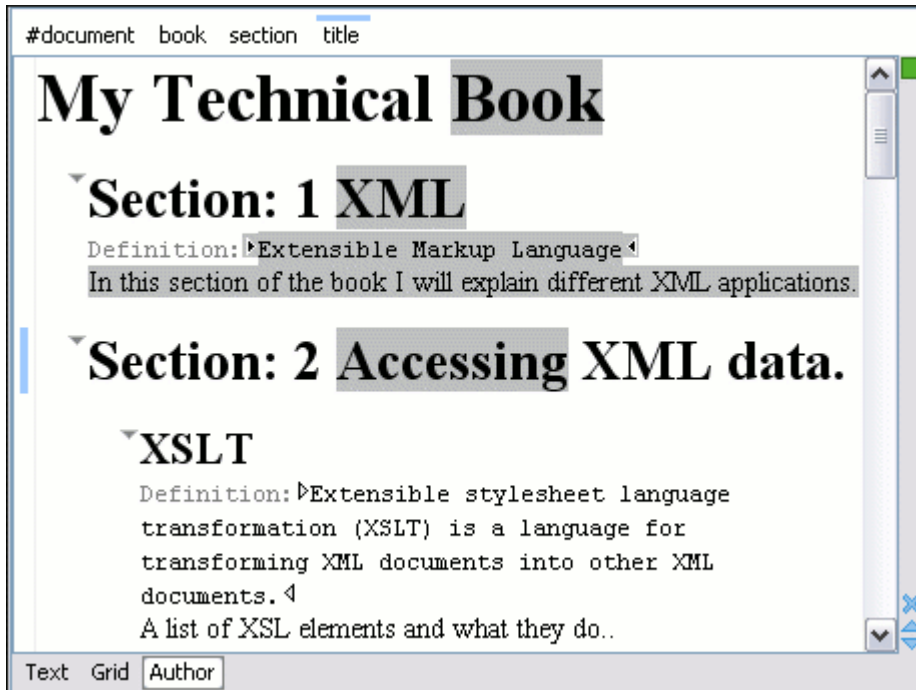 #document book section title
My Technical Book
Section: 1 XML
Definition: Extensible Markup Language
In this section of the book I will explain different XML applications.
Section: 2 Accessing XML data.
XSLT
Definition: Extensible stylesheet language
transformation (XSLT) is a language for
transforming XML documents into other XML
documents.
A list of XSL elements and what they do..
Text Grid Author